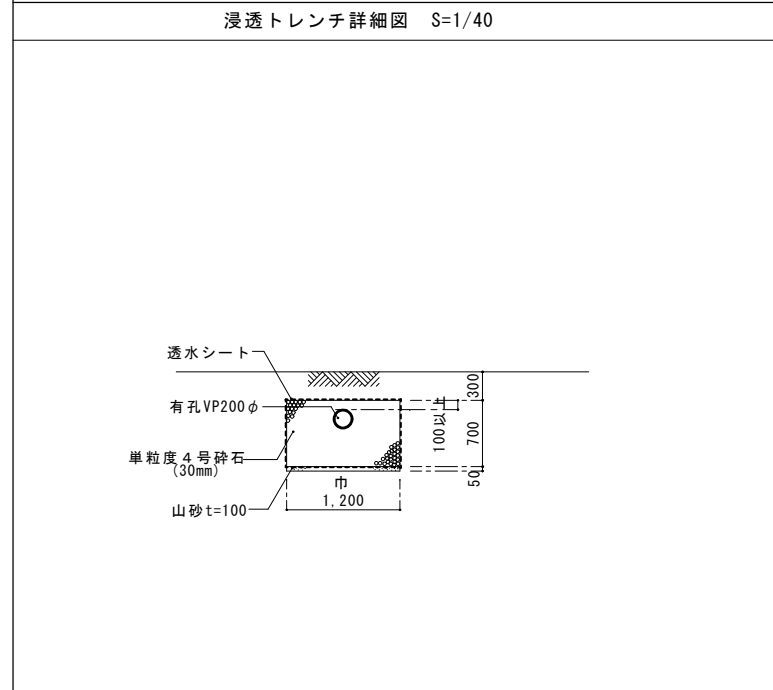 浸透トレンチ詳細図 S=1/40
透水シート
有孔VP200φ
単粒度４号砕石
(30mm)
山砂t=100
巾
1,200
100以上
300
700
50